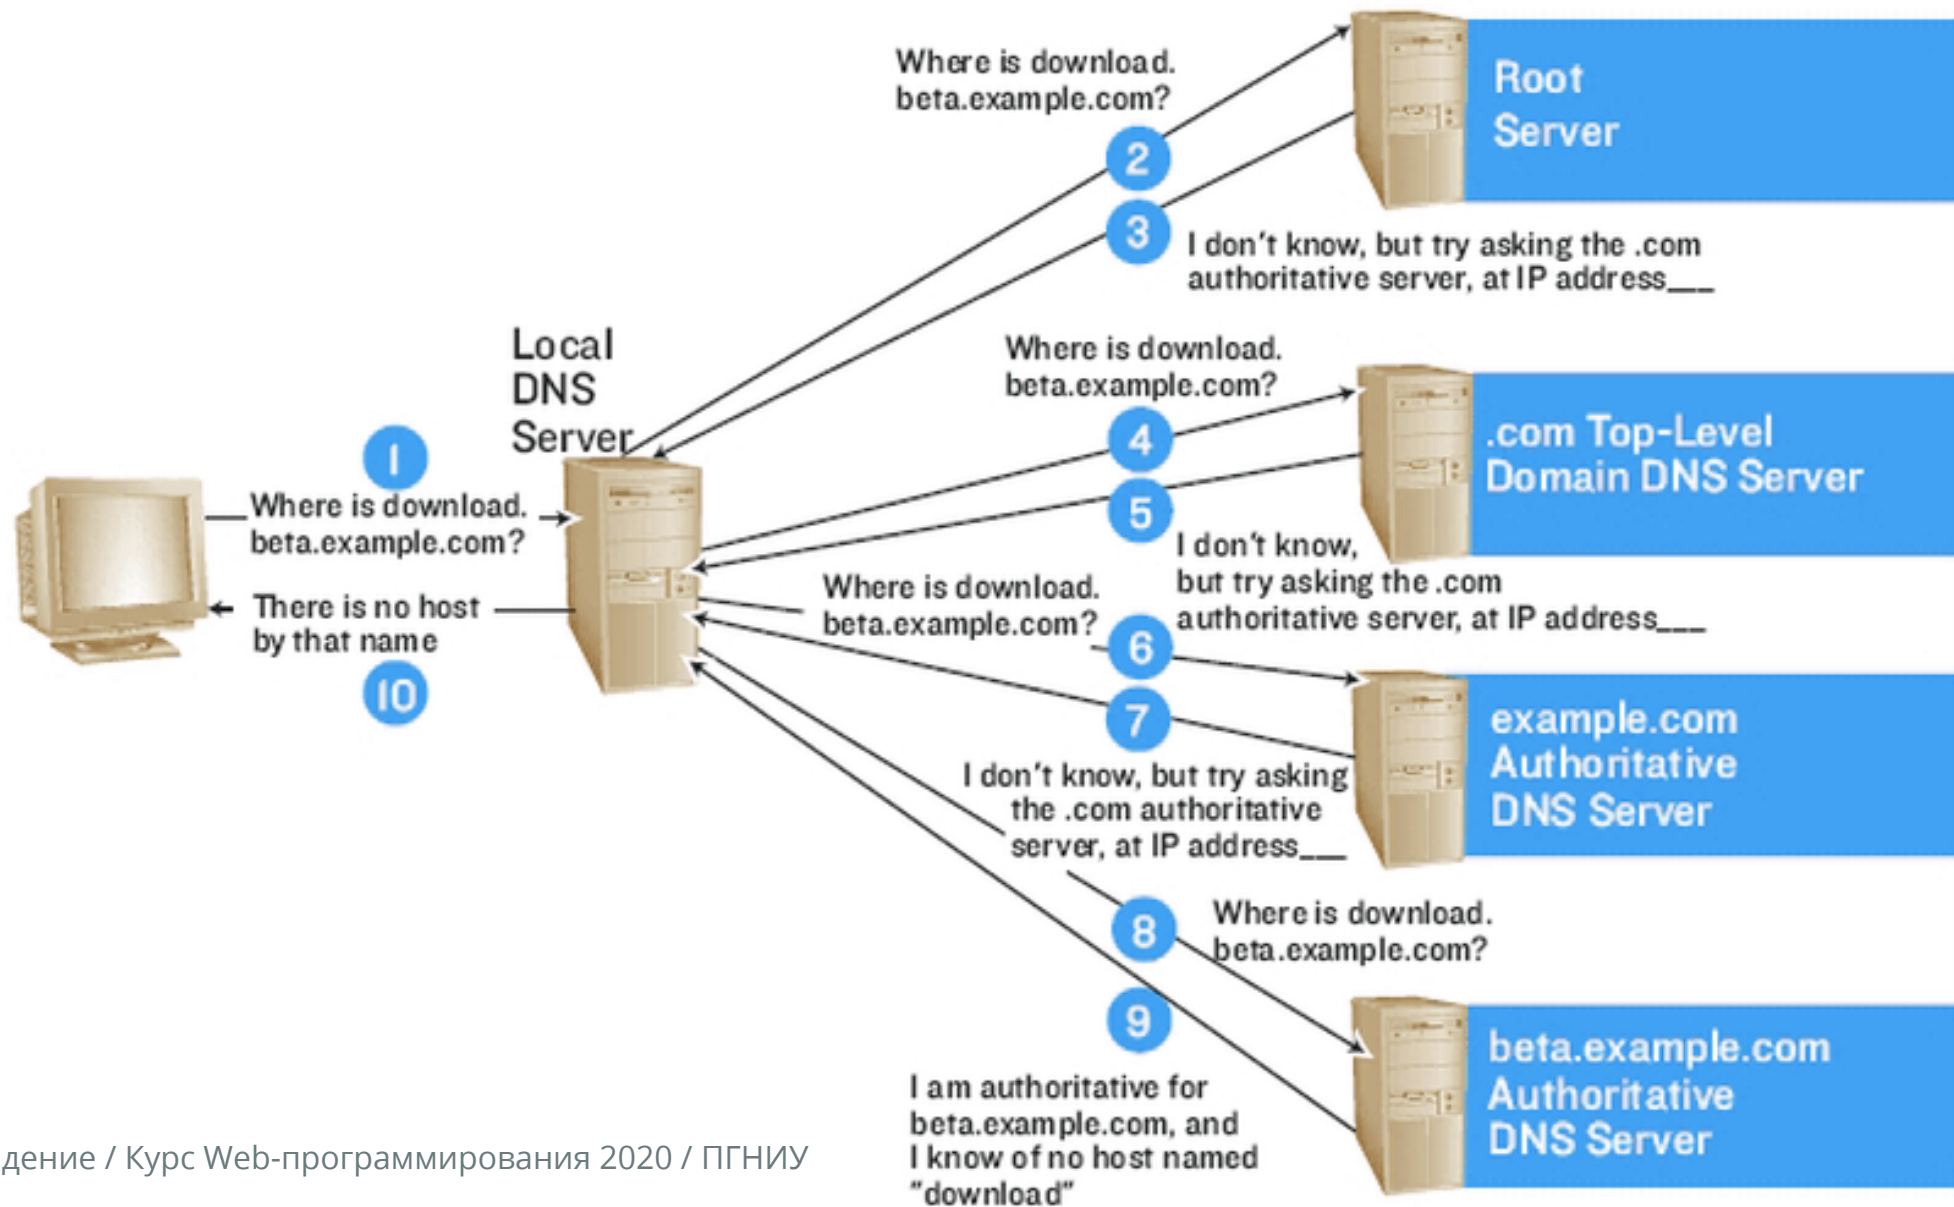 Where is download.
beta.example.com?
2
Root
Server
3
I don't know, but try asking the .com
authoritative server, at IP address___
Local
DNS
Server
Where is download.
beta.example.com?
4
.com Top-Level
Domain DNS Server
5
I don't know,
but try asking the .com
authoritative server, at IP address___
1
Where is download.
beta.example.com?
There is no host
by that name
10
Where is download.
beta.example.com?
6
7
example.com
Authoritative
DNS Server
I don't know, but try asking
the .com authoritative
server, at IP address___
8
Where is download.
beta.example.com?
9
I am authoritative for
beta.example.com, and
I know of no host named
"download"
beta.example.com
Authoritative
DNS Server
дение / Курс Web-программирования 2020 / ПГНИУ